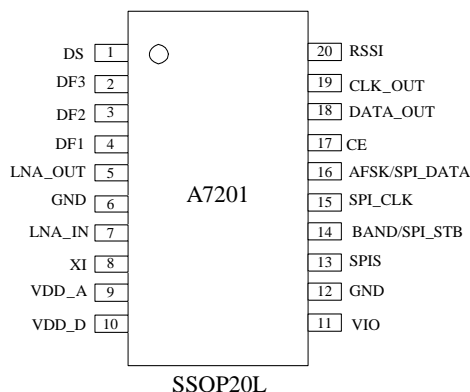 DS 1
DF3 2
DF2 3
DF1 4
LNA_OUT 5
GND 6
LNA_IN 7
XI 8
VDD_A 9
VDD_D 10
A7201
20 RSSI
19 CLK_OUT
18 DATA_OUT
17 CE
16 AFSK/SPI_DATA
15 SPI_CLK
14 BAND/SPI_STB
13 SPIS
12 GND
11 VIO
SSOP20L